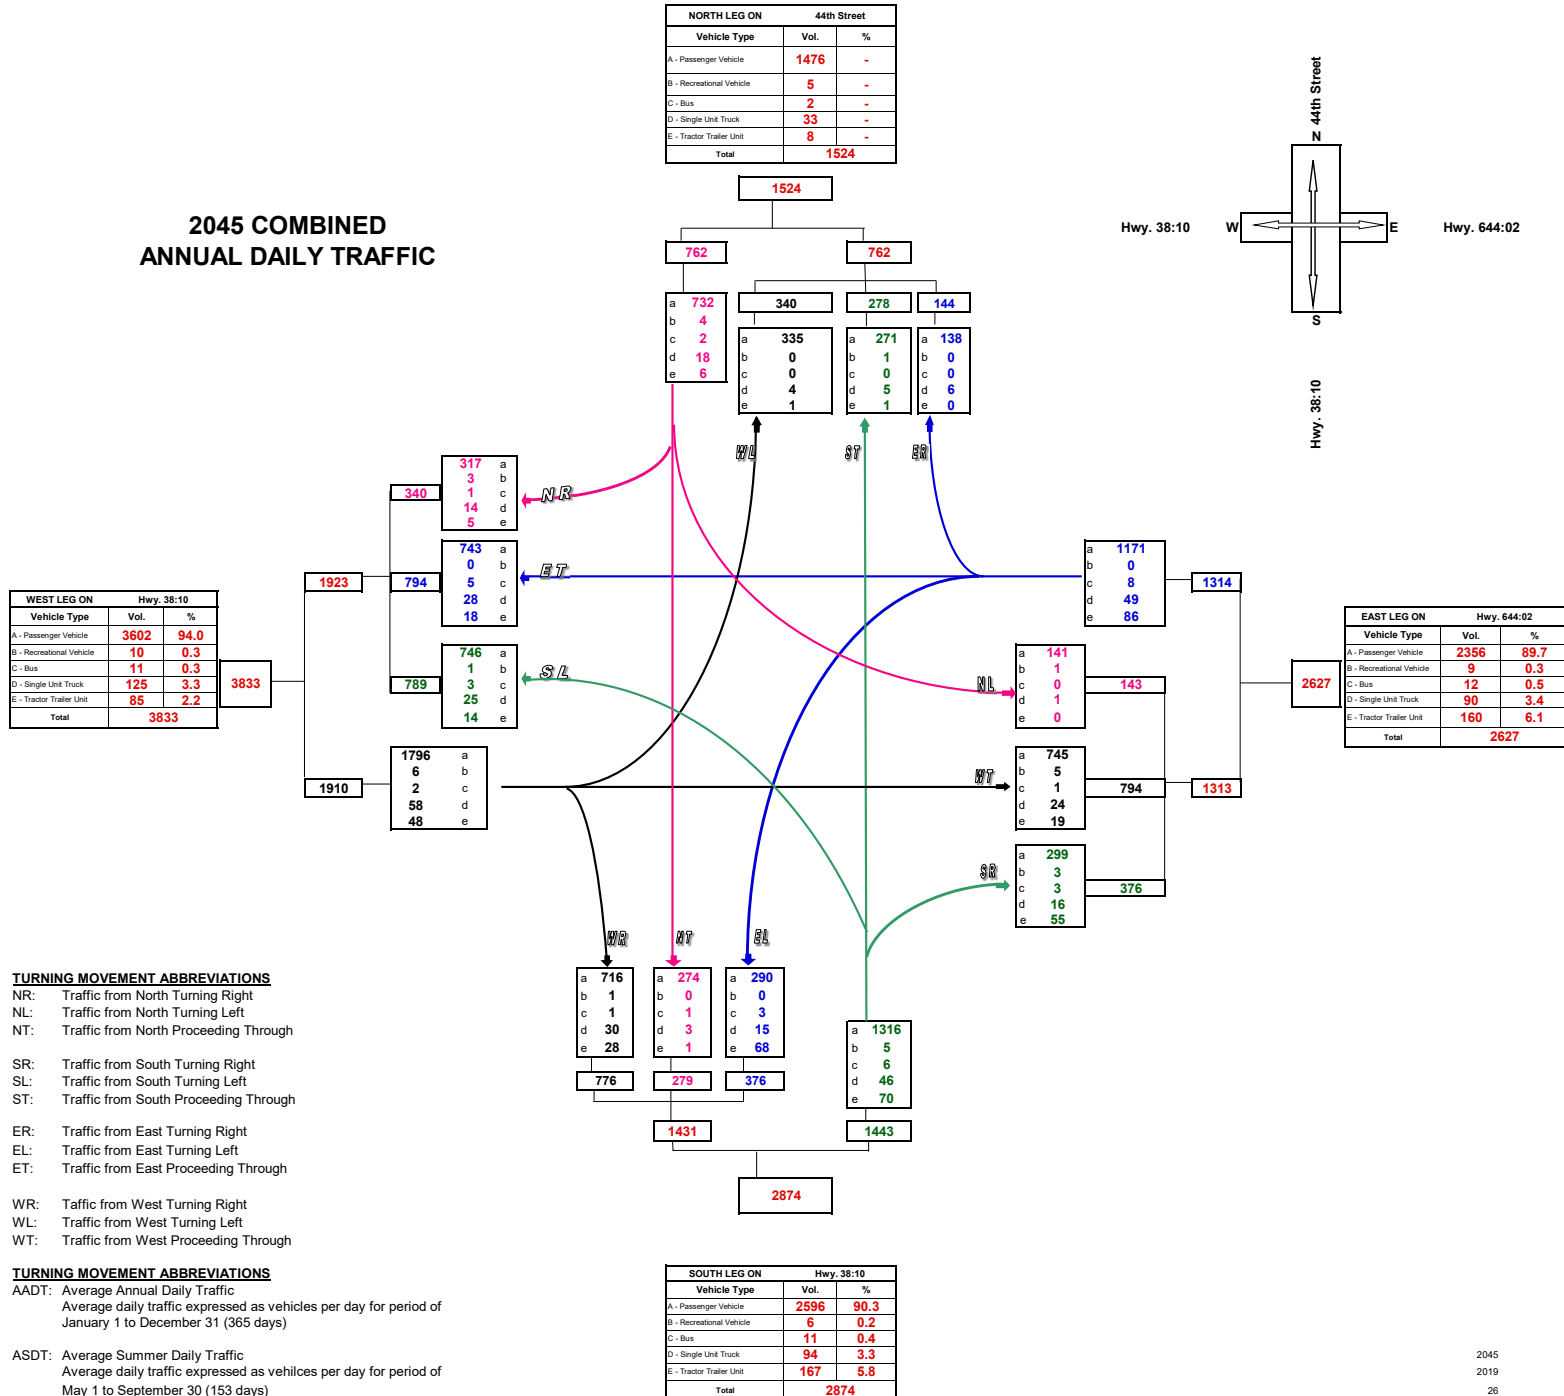 NORTH LEG ON 44th Street
Vehicle Type Vol. %
A - Passenger Vehicle 1476 -
B - Recreational Vehicle 5 -
C - Bus 2 -
D - Single Unit Truck 33 -
E - Tractor Trailer Unit 8 -
Total 1524
1524
2045 COMBINED
ANNUAL DAILY TRAFFIC
44th Street
N
Hwy. 38:10 W E Hwy. 644:02
S
Hwy. 38:10
762 762
a 732
b 4
c 2
d 18
e 6
340 278 144
a 335
b 0
c 0
d 4
e 1
a 271
b 1
c 0
d 5
e 1
a 138
b 0
c 0
d 6
e 0
WL ST ER
340
317 a
3 b
1 c
14 d
5 e
NR
1923 794
743 a
0 b
5 c
28 d
18 e
ET
789
746 a
1 b
3 c
25 d
14 e
SL
1910
1796 a
6 b
2 c
58 d
48 e
WEST LEG ON Hwy. 38:10
Vehicle Type Vol. %
A - Passenger Vehicle 3602 94.0
B - Recreational Vehicle 10 0.3
C - Bus 11 0.3
D - Single Unit Truck 125 3.3
E - Tractor Trailer Unit 85 2.2
Total 3833
3833
a 1171
b 0
c 8
d 49
e 86
1314
NL
a 141
b 1
c 0
d 1
e 0
143
WT
a 745
b 5
c 1
d 24
e 19
794 1313
SR
a 299
b 3
c 3
d 16
e 55
376
2627
EAST LEG ON Hwy. 644:02
Vehicle Type Vol. %
A - Passenger Vehicle 2356 89.7
B - Recreational Vehicle 9 0.3
C - Bus 12 0.5
D - Single Unit Truck 90 3.4
E - Tractor Trailer Unit 160 6.1
Total 2627
WR NT EL
a 716
b 1
c 1
d 30
e 28
a 274
b 0
c 1
d 3
e 1
a 290
b 0
c 3
d 15
e 68
776 279 376
a 1316
b 5
c 6
d 46
e 70
1431 1443
2874
TURNING MOVEMENT ABBREVIATIONS
NR: Traffic from North Turning Right
NL: Traffic from North Turning Left
NT: Traffic from North Proceeding Through
SR: Traffic from South Turning Right
SL: Traffic from South Turning Left
ST: Traffic from South Proceeding Through
ER: Traffic from East Turning Right
EL: Traffic from East Turning Left
ET: Traffic from East Proceeding Through
WR: Taffic from West Turning Right
WL: Traffic from West Turning Left
WT: Traffic from West Proceeding Through
TURNING MOVEMENT ABBREVIATIONS
AADT: Average Annual Daily Traffic
Average daily traffic expressed as vehicles per day for period of
January 1 to December 31 (365 days)
ASDT: Average Summer Daily Traffic
Average daily traffic expressed as vehilces per day for period of
May 1 to September 30 (153 days)
SOUTH LEG ON Hwy. 38:10
Vehicle Type Vol. %
A - Passenger Vehicle 2596 90.3
B - Recreational Vehicle 6 0.2
C - Bus 11 0.4
D - Single Unit Truck 94 3.3
E - Tractor Trailer Unit 167 5.8
Total 2874
2045
2019
26